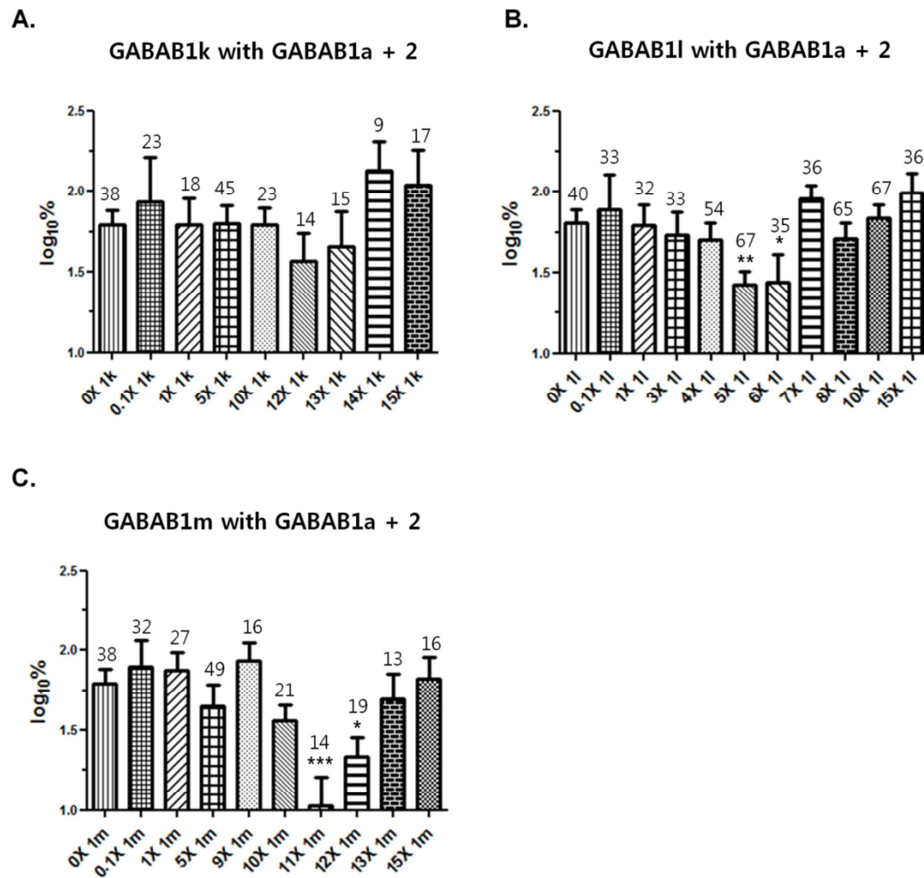 A.
GABAB1k with GABAB1a + 2
log10%
2.5
2.0
1.5
1.0
38
23
18
45
23
14
15
9
17
0X 1k
0.1X 1k
1X 1k
5X 1k
10X 1k
12X 1k
13X 1k
14X 1k
15X 1k
B.
GABAB1l with GABAB1a + 2
log10%
2.5
2.0
1.5
1.0
40
33
32
33
54
67
**
35
*
36
65
67
36
0X 1l
0.1X 1l
1X 1l
3X 1l
4X 1l
5X 1l
6X 1l
7X 1l
8X 1l
10X 1l
15X 1l
C.
GABAB1m with GABAB1a + 2
log10%
2.5
2.0
1.5
1.0
38
32
27
49
16
21
14
***
19
*
13
16
0X 1m
0.1X 1m
1X 1m
5X 1m
9X 1m
10X 1m
11X 1m
12X 1m
13X 1m
15X 1m